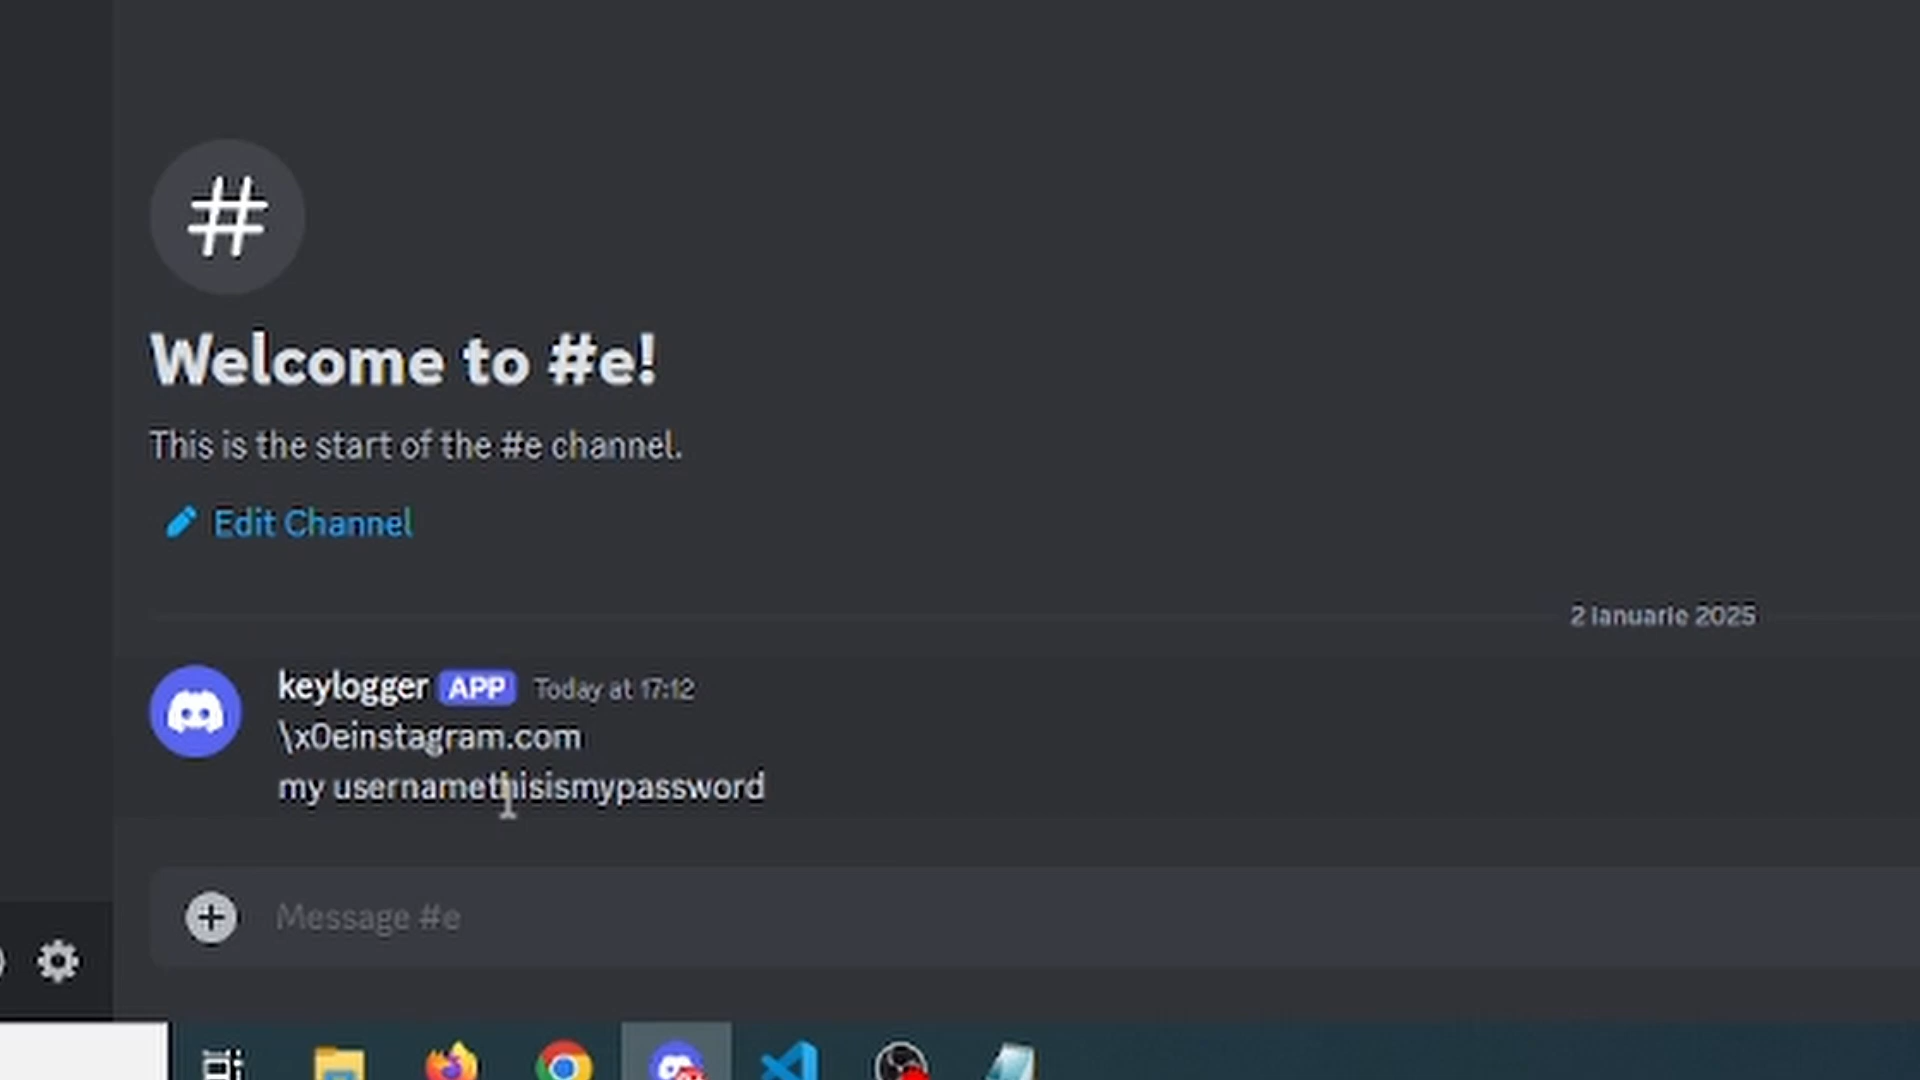 Welcome to #e!
This is the start of the #e channel.
Edit Channel
2 ianuarie 2025
keylogger APP Today at 17:12
\x0einstagram.com
my usernamethisismypassword
Message #e